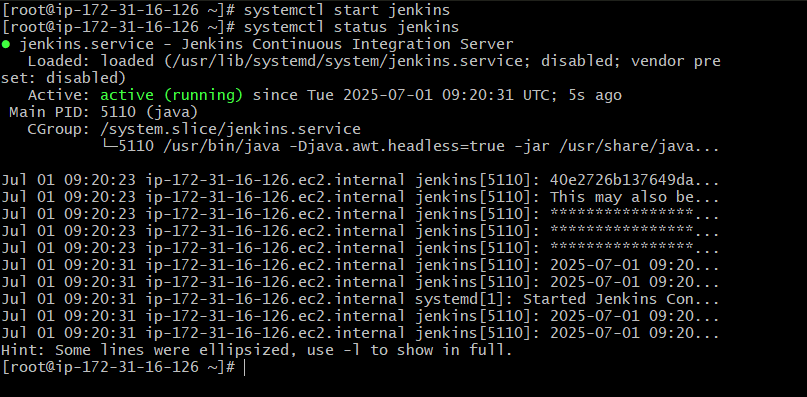 [root@ip-172-31-16-126 ~]# systemctl start jenkins
[root@ip-172-31-16-126 ~]# systemctl status jenkins
● jenkins.service - Jenkins Continuous Integration Server
   Loaded: loaded (/usr/lib/systemd/system/jenkins.service; disabled; vendor pre
set: disabled)
   Active: active (running) since Tue 2025-07-01 09:20:31 UTC; 5s ago
 Main PID: 5110 (java)
   CGroup: /system.slice/jenkins.service
           └─5110 /usr/bin/java -Djava.awt.headless=true -jar /usr/share/java...

Jul 01 09:20:23 ip-172-31-16-126.ec2.internal jenkins[5110]: 40e2726b137649da...
Jul 01 09:20:23 ip-172-31-16-126.ec2.internal jenkins[5110]: This may also be...
Jul 01 09:20:23 ip-172-31-16-126.ec2.internal jenkins[5110]: ****************...
Jul 01 09:20:23 ip-172-31-16-126.ec2.internal jenkins[5110]: ****************...
Jul 01 09:20:23 ip-172-31-16-126.ec2.internal jenkins[5110]: ****************...
Jul 01 09:20:31 ip-172-31-16-126.ec2.internal jenkins[5110]: 2025-07-01 09:20...
Jul 01 09:20:31 ip-172-31-16-126.ec2.internal jenkins[5110]: 2025-07-01 09:20...
Jul 01 09:20:31 ip-172-31-16-126.ec2.internal systemd[1]: Started Jenkins Con...
Jul 01 09:20:31 ip-172-31-16-126.ec2.internal jenkins[5110]: 2025-07-01 09:20...
Jul 01 09:20:31 ip-172-31-16-126.ec2.internal jenkins[5110]: 2025-07-01 09:20...
Hint: Some lines were ellipsized, use -l to show in full.
[root@ip-172-31-16-126 ~]#